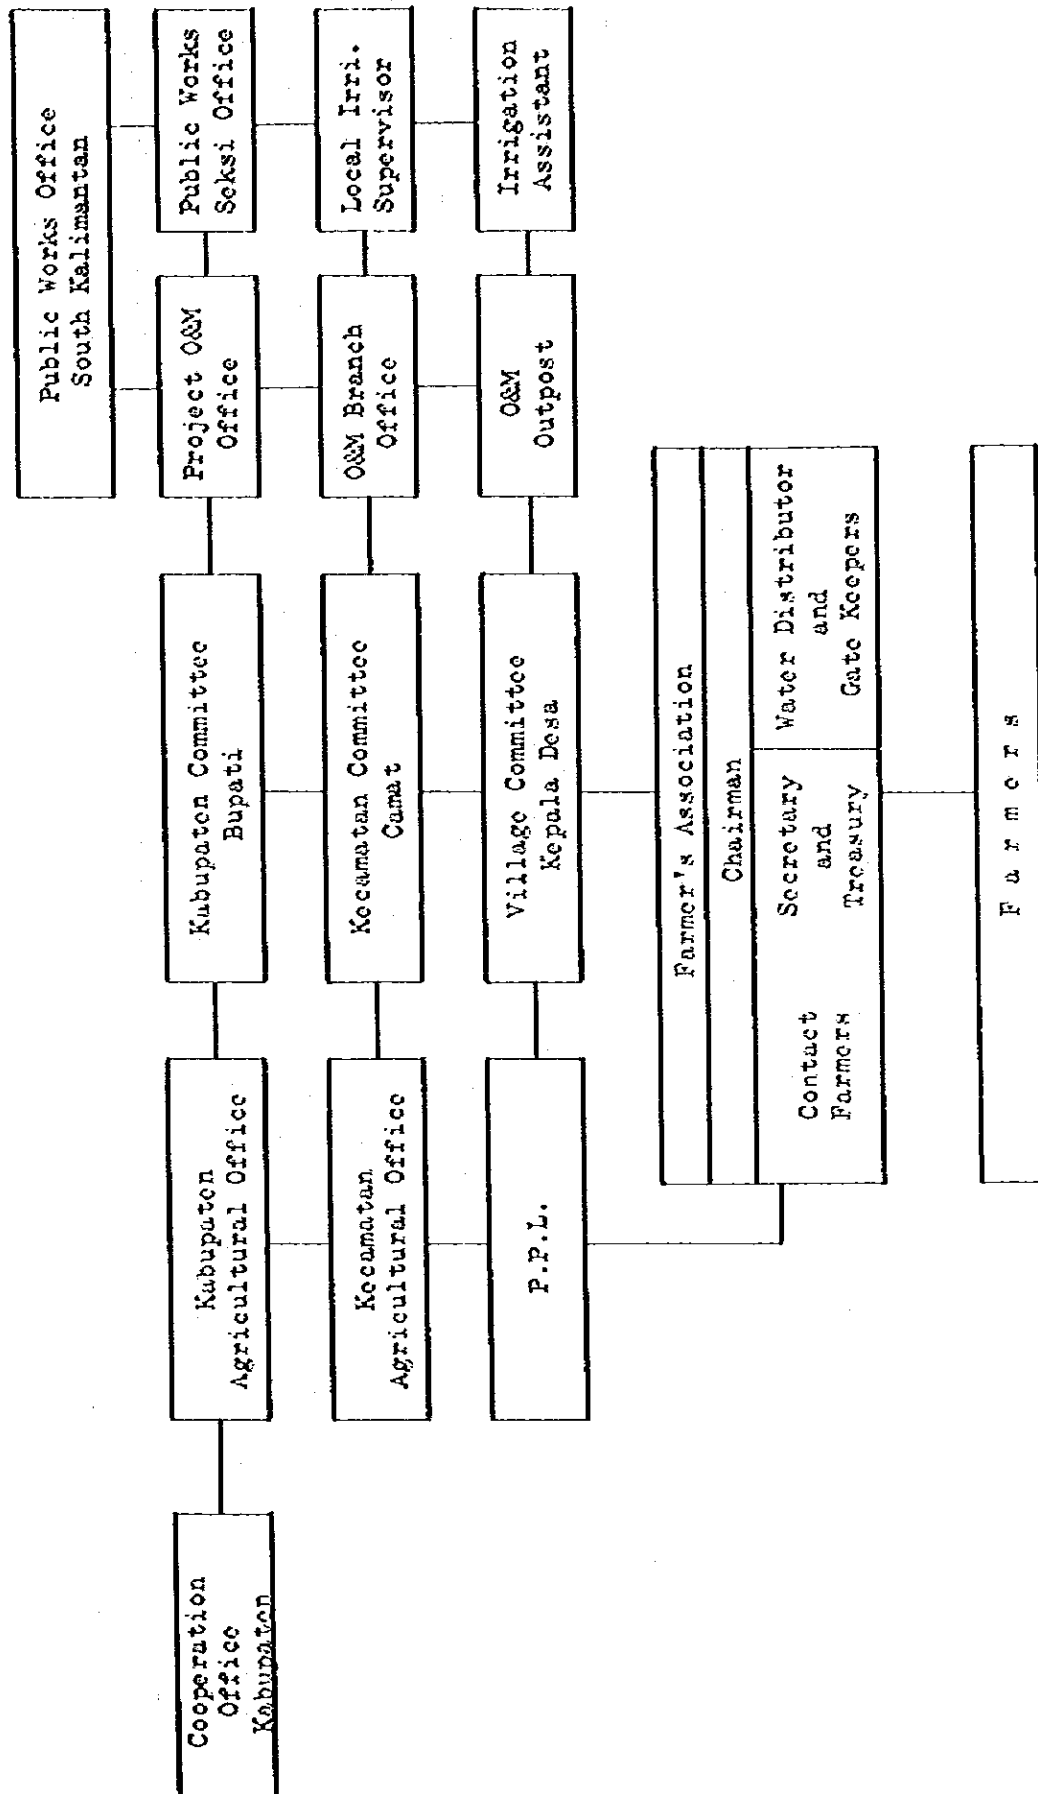 Public Works Office
South Kalimantan
Cooperation
Office
Kabupaten
Kabupaten
Agricultural Office
Kabupaten Committee
Bupati
Project O&M
Office
Public Works
Seksi Office
Kecamatan
Agricultural Office
Kecamatan Committee
Camat
O&M Branch
Office
Local Irri.
Supervisor
P.P.L.
Village Committee
Kepala Desa
O&M
Outpost
Irrigation
Assistant
Farmer's Association
Chairman
Contact
Farmers
Secretary
and
Treasury
Water Distributor
and
Gate Keepers
Farmers